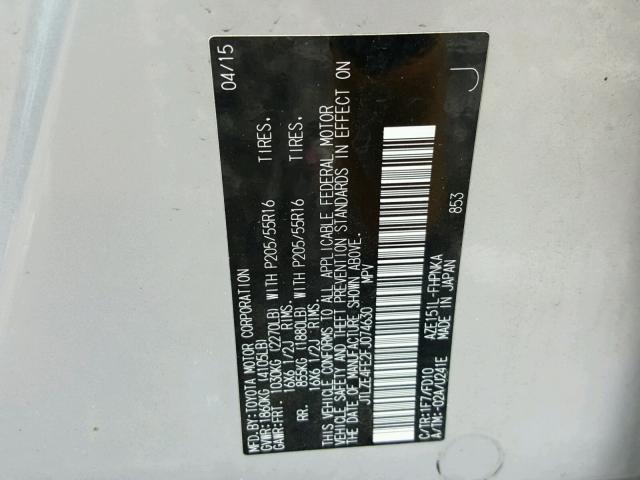 MFD.BY:TOYOTA MOTOR CORPORATION 04/15
GVWR:1860KG (4105LB)
GAWR:FRT. 1030KG (2270LB) WITH P205/55R16 TIRES.
16X6 1/2J RIMS.
RR. 855KG (1880LB) WITH P205/55R16 TIRES.
16X6 1/2J RIMS.
THIS VEHICLE CONFORMS TO ALL APPLICABLE FEDERAL MOTOR
VEHICLE SAFETY AND THEFT PREVENTION STANDARDS IN EFFECT ON
THE DATE OF MANUFACTURE SHOWN ABOVE.
JTLZE4FE2FJ074630 MPV
C/TR:1F7/FD10 AZE151L-FHPNKA 853 J
A/TM:-02A/U241E MADE IN JAPAN